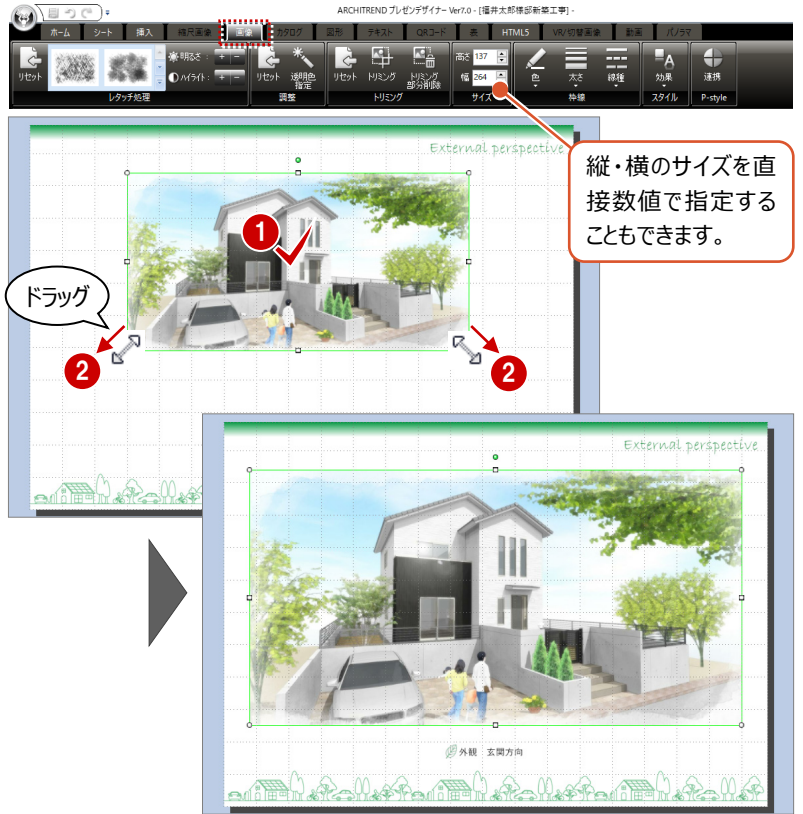 ARCHITREND プレゼンデザイナー Ver7.0 - [福井太郎様邸新築工事] -
ホーム シート 挿入 縮尺画像 画像 カタログ 図形 テキスト QRコード 表 HTML5 VR/切替画像 動画 パノラマ
リセット
明るさ : + -
ハイライト : + -
レタッチ処理
リセット 透明色
指定
調整
リセット トリミング トリミング
部分削除
トリミング
高さ 137
幅 264
サイズ
色 太さ 線種
枠線
効果
スタイル
連携
P-style
External perspective
縦・横のサイズを直
接数値で指定する
こともできます。
1
ドラッグ
2
2
External perspective
外観 玄関方向